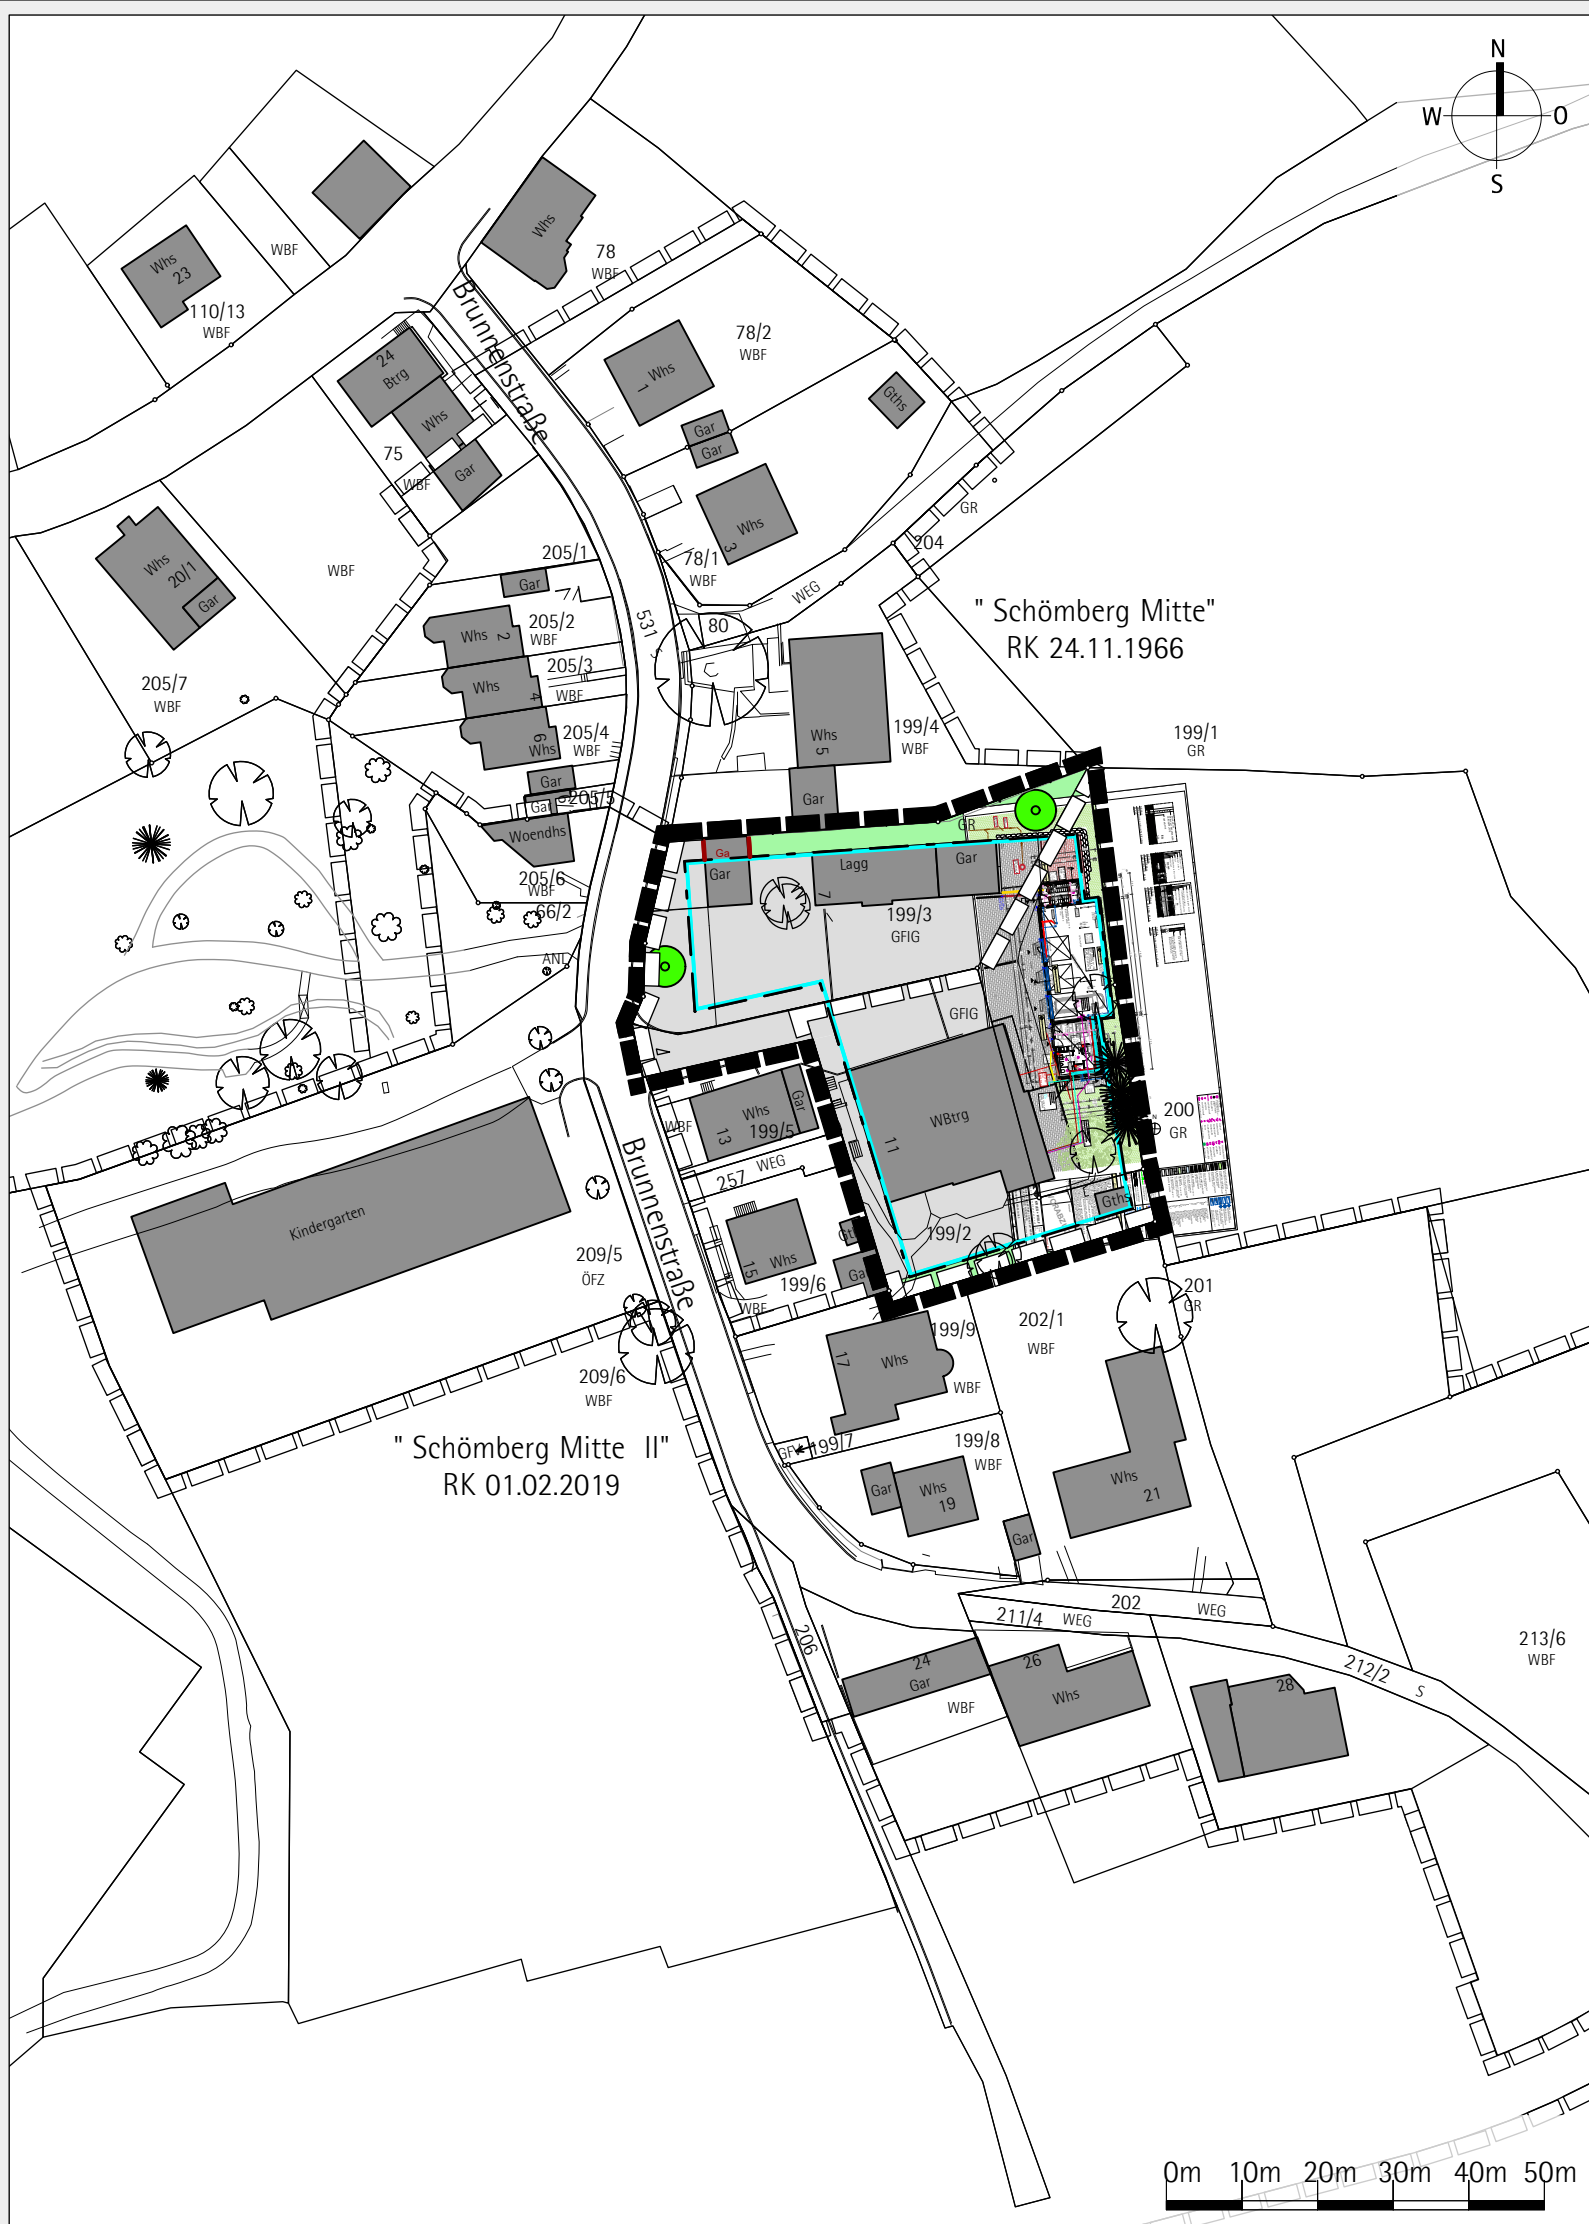 N
W
O
S
Whs
78
WBF
WBF
Whs
23
110/13
WBF
Brunnenstraße
78/2
WBF
Whs
1
24
Btrg
Whs
Gths
Gar
Gar
75
WBF
Gar
Whs
3
GR
204
205/1
78/1
WBF
WEG
Whs
20/1
Gar
WBF
Gar
531
S
" Schömberg Mitte"
RK 24.11.1966
Whs
2
205/2
WBF
80
205/3
WBF
Whs
4
205/7
WBF
6
Whs
205/4
WBF
Whs
5
199/4
WBF
199/1
GR
Gar
Gar
205/5
Gar
Woendhs
GR
Ga
Gar
Lagg
Gar
7
205/6
WBF
66/2
199/3
GFIG
ANL
GFIG
4
200
GR
Whs
13
Gar
199/5
WBF
WBtrg
11
257
WEG
Kindergarten
Brunnenstraße
Gths
199/2
209/5
ÖFZ
Whs
15
199/6
WBF
Ga
201
GR
199/9
202/1
WBF
17
Whs
WBF
209/6
WBF
" Schömberg Mitte II"
RK 01.02.2019
199/7
199/8
WBF
Gar
Whs
19
Whs
21
Gar
202
WEG
211/4
WEG
206
213/6
WBF
24
Gar
26
Whs
212/2
S
WBF
28
0m 10m 20m 30m 40m 50m